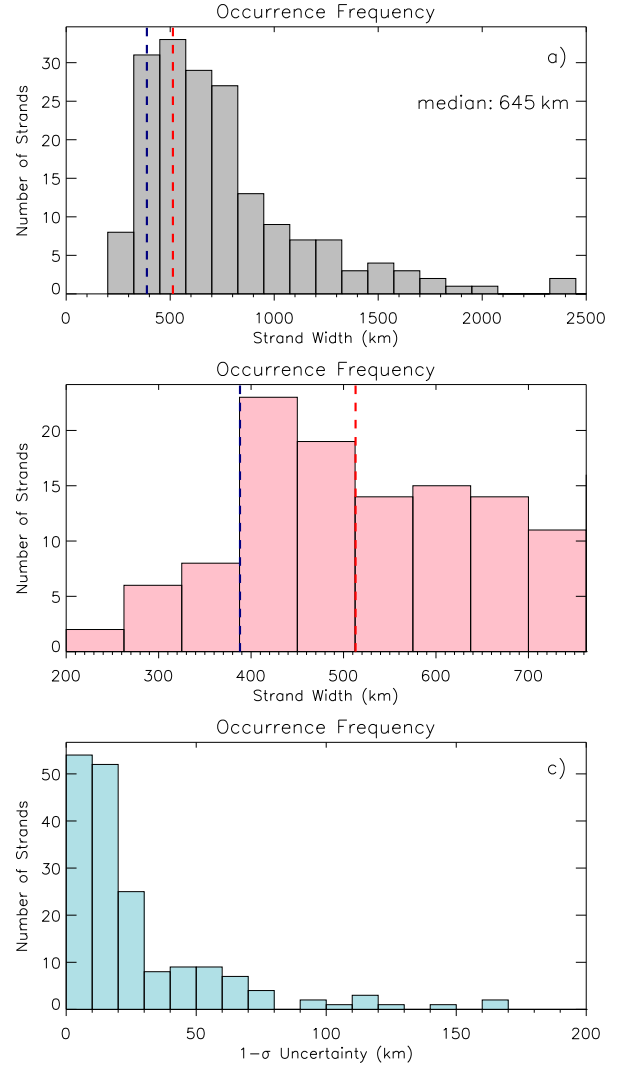 Occurrence Frequency
a)
median: 645 km
Number of Strands
30
25
20
15
10
5
0
0 500 1000 1500 2000 2500
Strand Width (km)
Occurrence Frequency
Number of Strands
20
15
10
5
0
200 300 400 500 600 700
Strand Width (km)
Occurrence Frequency
c)
Number of Strands
50
40
30
20
10
0
0 50 100 150 200
1−σ Uncertainty (km)